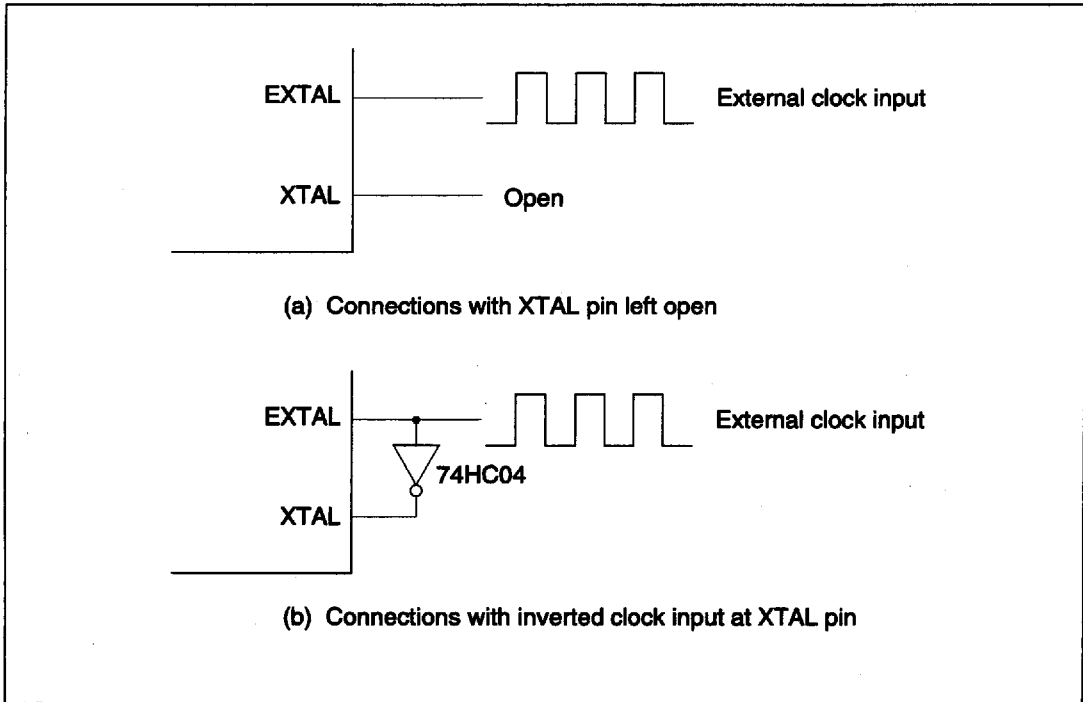 EXTAL
External clock input
XTAL
Open
(a) Connections with XTAL pin left open
EXTAL
External clock input
74HC04
XTAL
(b) Connections with inverted clock input at XTAL pin